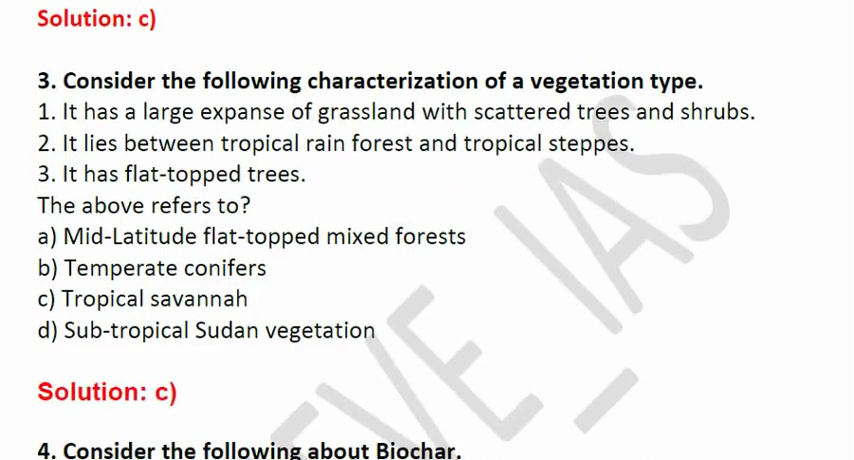 Solution: c)
3. Consider the following characterization of a vegetation type.
1. It has a large expanse of grassland with scattered trees and shrubs.
2. It lies between tropical rain forest and tropical steppes.
3. It has flat-topped trees.
The above refers to?
a) Mid-Latitude flat-topped mixed forests
b) Temperate conifers
c) Tropical savannah
d) Sub-tropical Sudan vegetation
Solution: c)
4. Consider the following about Biochar.
EVE_IAS